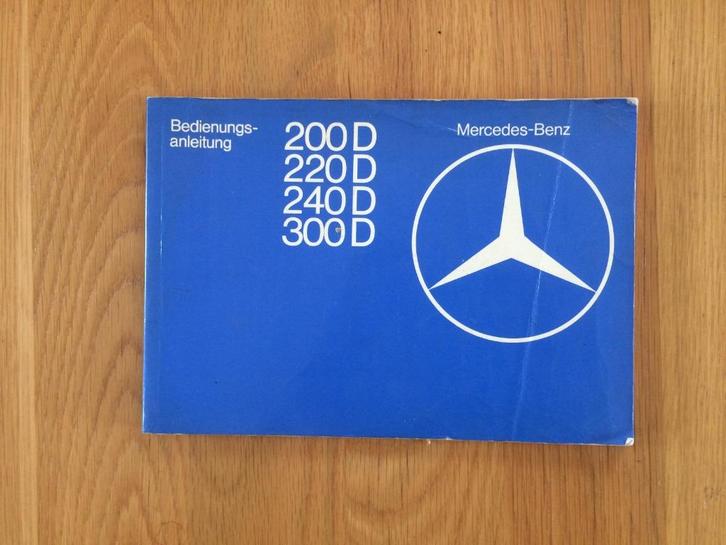 Bedienungs-
anleitung
200 D
220 D
240 D
300 D
Mercedes-Benz